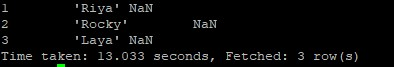 1 'Riya' NaN
2 'Rocky' NaN
3 'Laya' NaN
Time taken: 13.033 seconds, Fetched: 3 row(s)